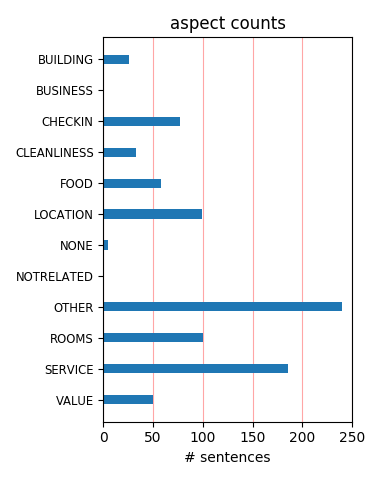 aspect counts
BUILDING
BUSINESS
CHECKIN
CLEANLINESS
FOOD
LOCATION
NONE
NOTRELATED
OTHER
ROOMS
SERVICE
VALUE
0 50 100 150 200 250
# sentences